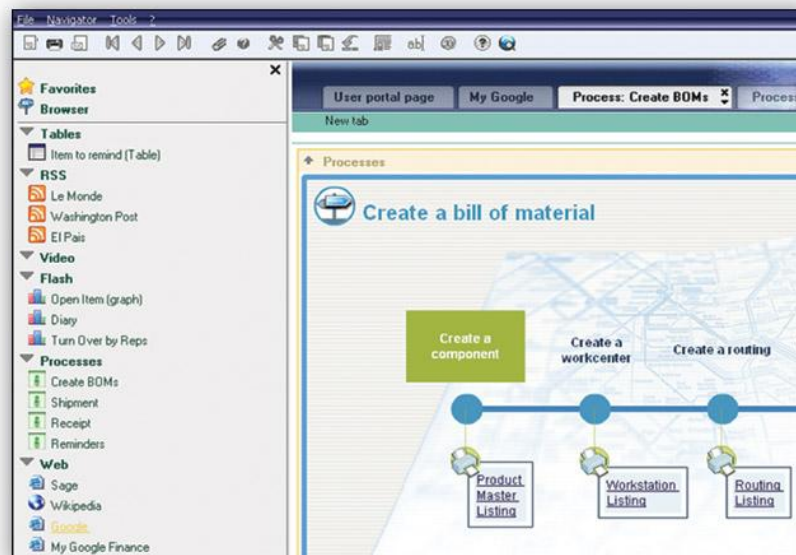 File Navigator Tools ?
ab
Favorites
Browser
Tables
Item to remind (Table)
RSS
Le Monde
Washington Post
El Pais
Video
Flash
Open Item (graph)
Diary
Turn Over by Reps
Processes
Create BOMs
Shipment
Receipt
Reminders
Web
Sage
Wikipedia
Google
My Google Finance
User portal page My Google Process: Create BOMs Process
New tab
Processes
Create a bill of material
Create a
component
Create a
workcenter
Create a routing
Product
Master
Listing
Workstation
Listing
Routing
Listing